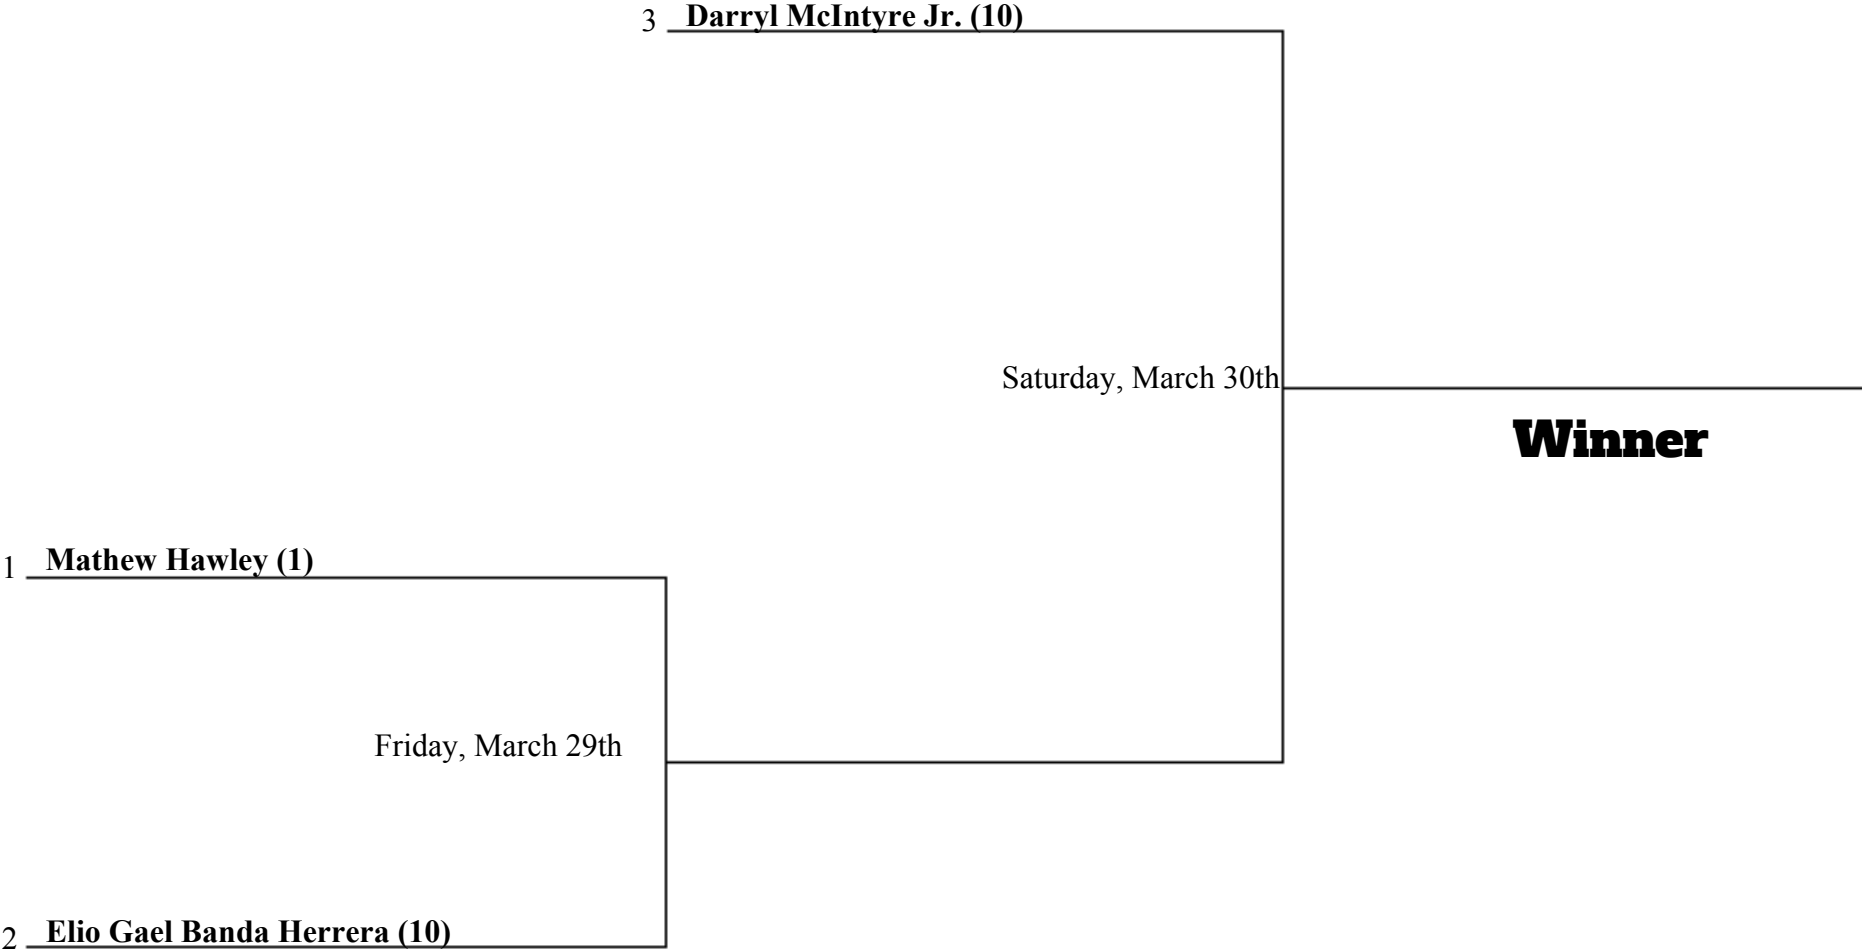 3 Darryl McIntyre Jr. (10)
Saturday, March 30th
Winner
1 Mathew Hawley (1)
Friday, March 29th
2 Elio Gael Banda Herrera (10)